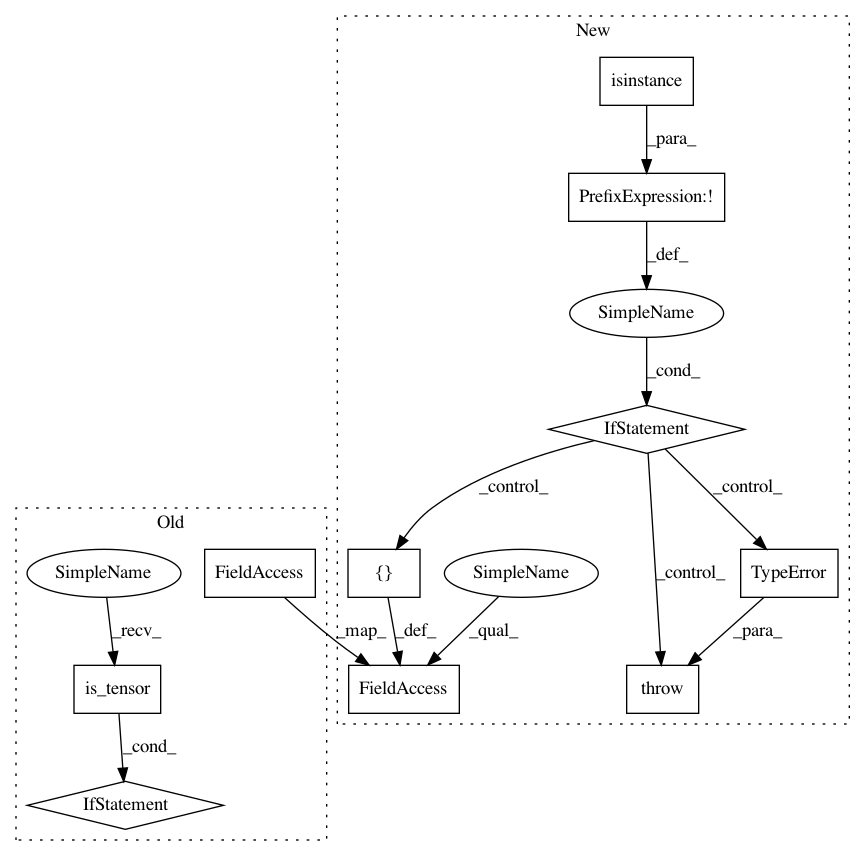 New
isinstance
_para_
PrefixExpression:!
_def_
SimpleName
_cond_
IfStatement
_control_
_control_
Old
SimpleName
FieldAccess
{}
SimpleName
_control_
TypeError
_recv_
_map_
_def_
_qual_
_para_
is_tensor
FieldAccess
throw
_cond_
IfStatement